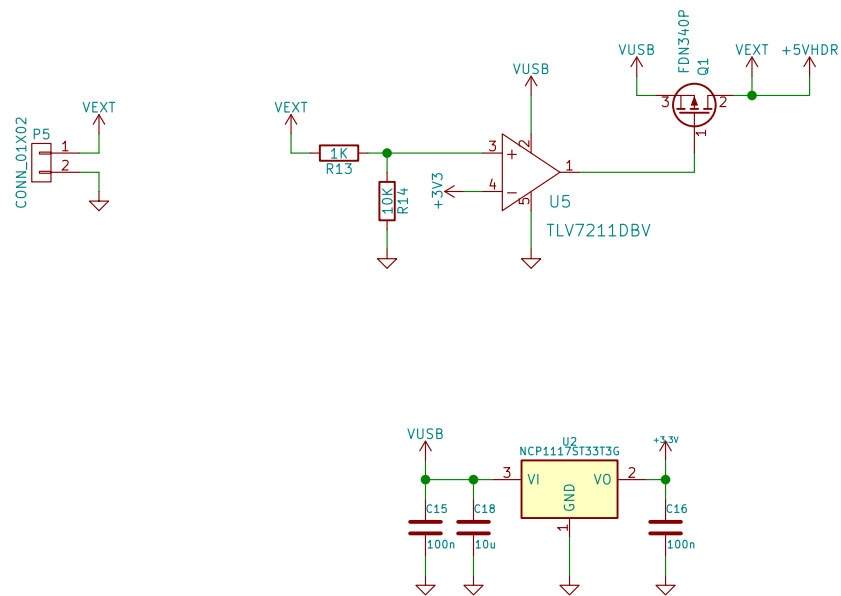 FDN340P
Q1
VUSB
VEXT
+5VHDR
3
2
1
VUSB
VEXT
VEXT
CONN_01X02
P5
1
2
1K
R13
10K
R14
+3V3
3
+
4
−
2
5
1
U5
TLV7211DBV
VUSB
U2
NCP1117ST33T3G
+3.3V
3
VI
VO
2
GND
1
C15
100n
C18
10u
C16
100n